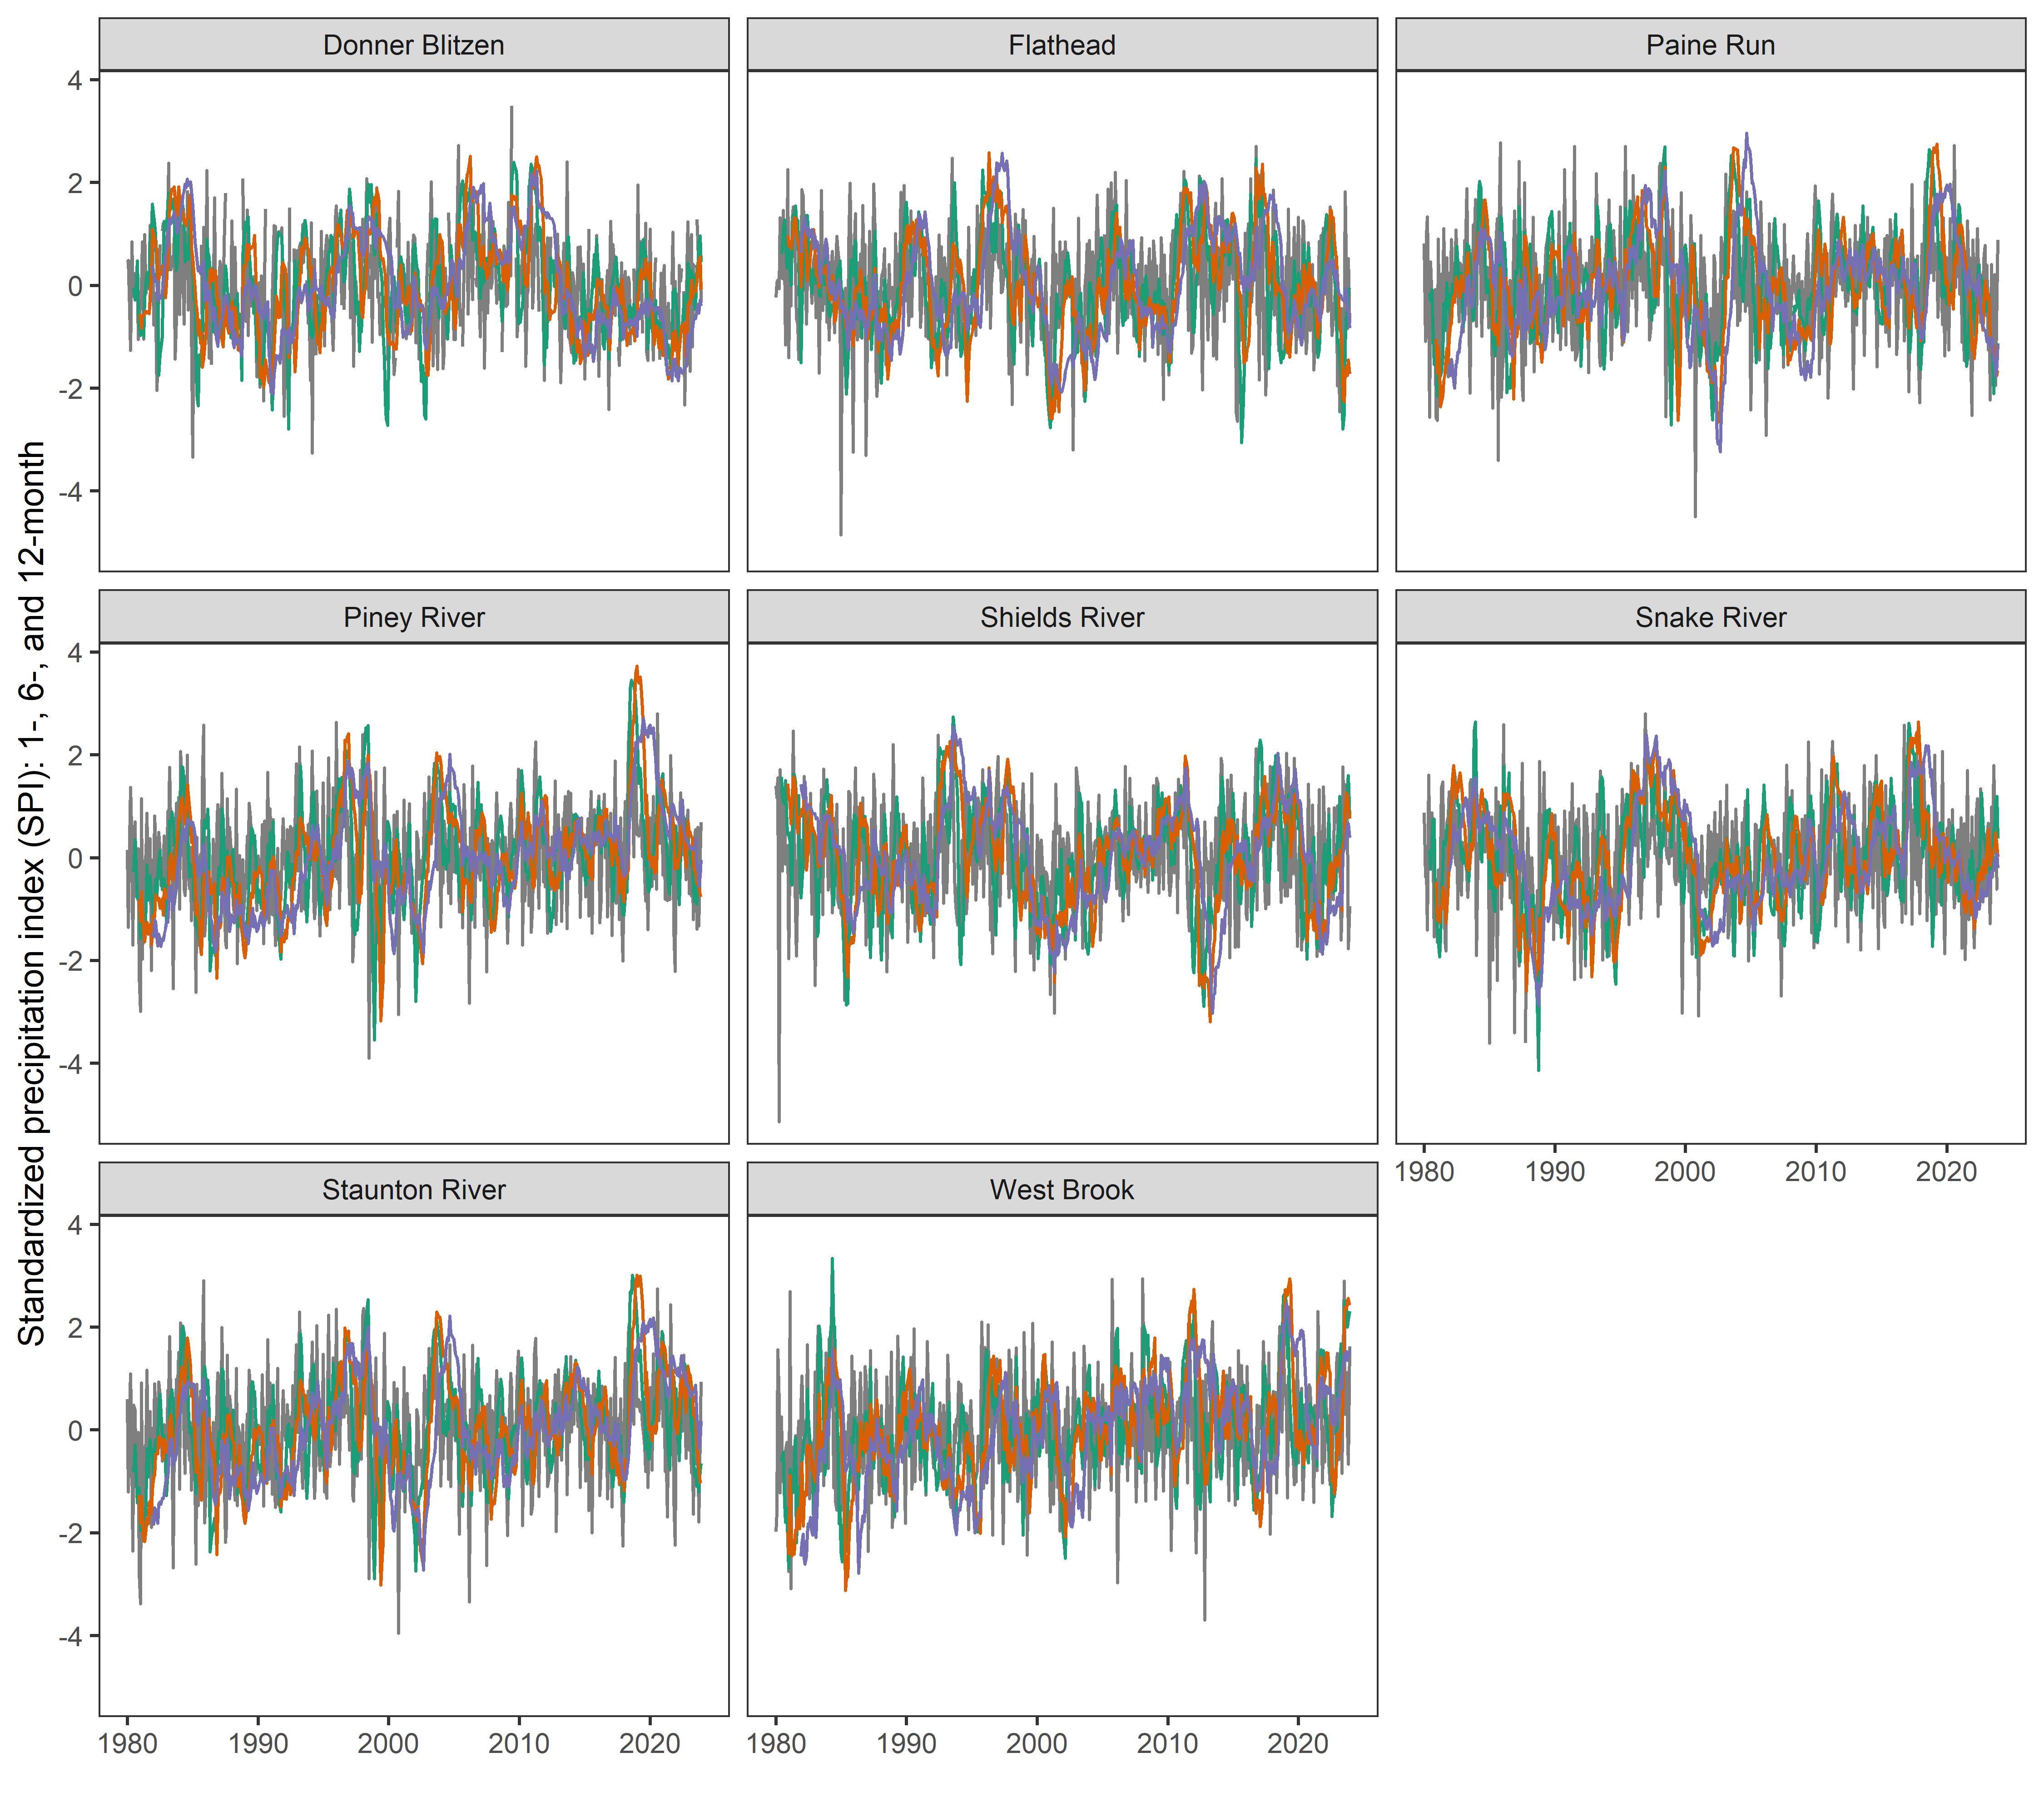 Standardized precipitation index (SPI): 1-, 6-, and 12-month
Donner Blitzen
Flathead
Paine Run
4
2
0
-2
-4
Piney River
Shields River
Snake River
4
2
0
-2
-4
1980 1990 2000 2010 2020
Staunton River
West Brook
4
2
0
-2
-4
1980 1990 2000 2010 2020
1980 1990 2000 2010 2020